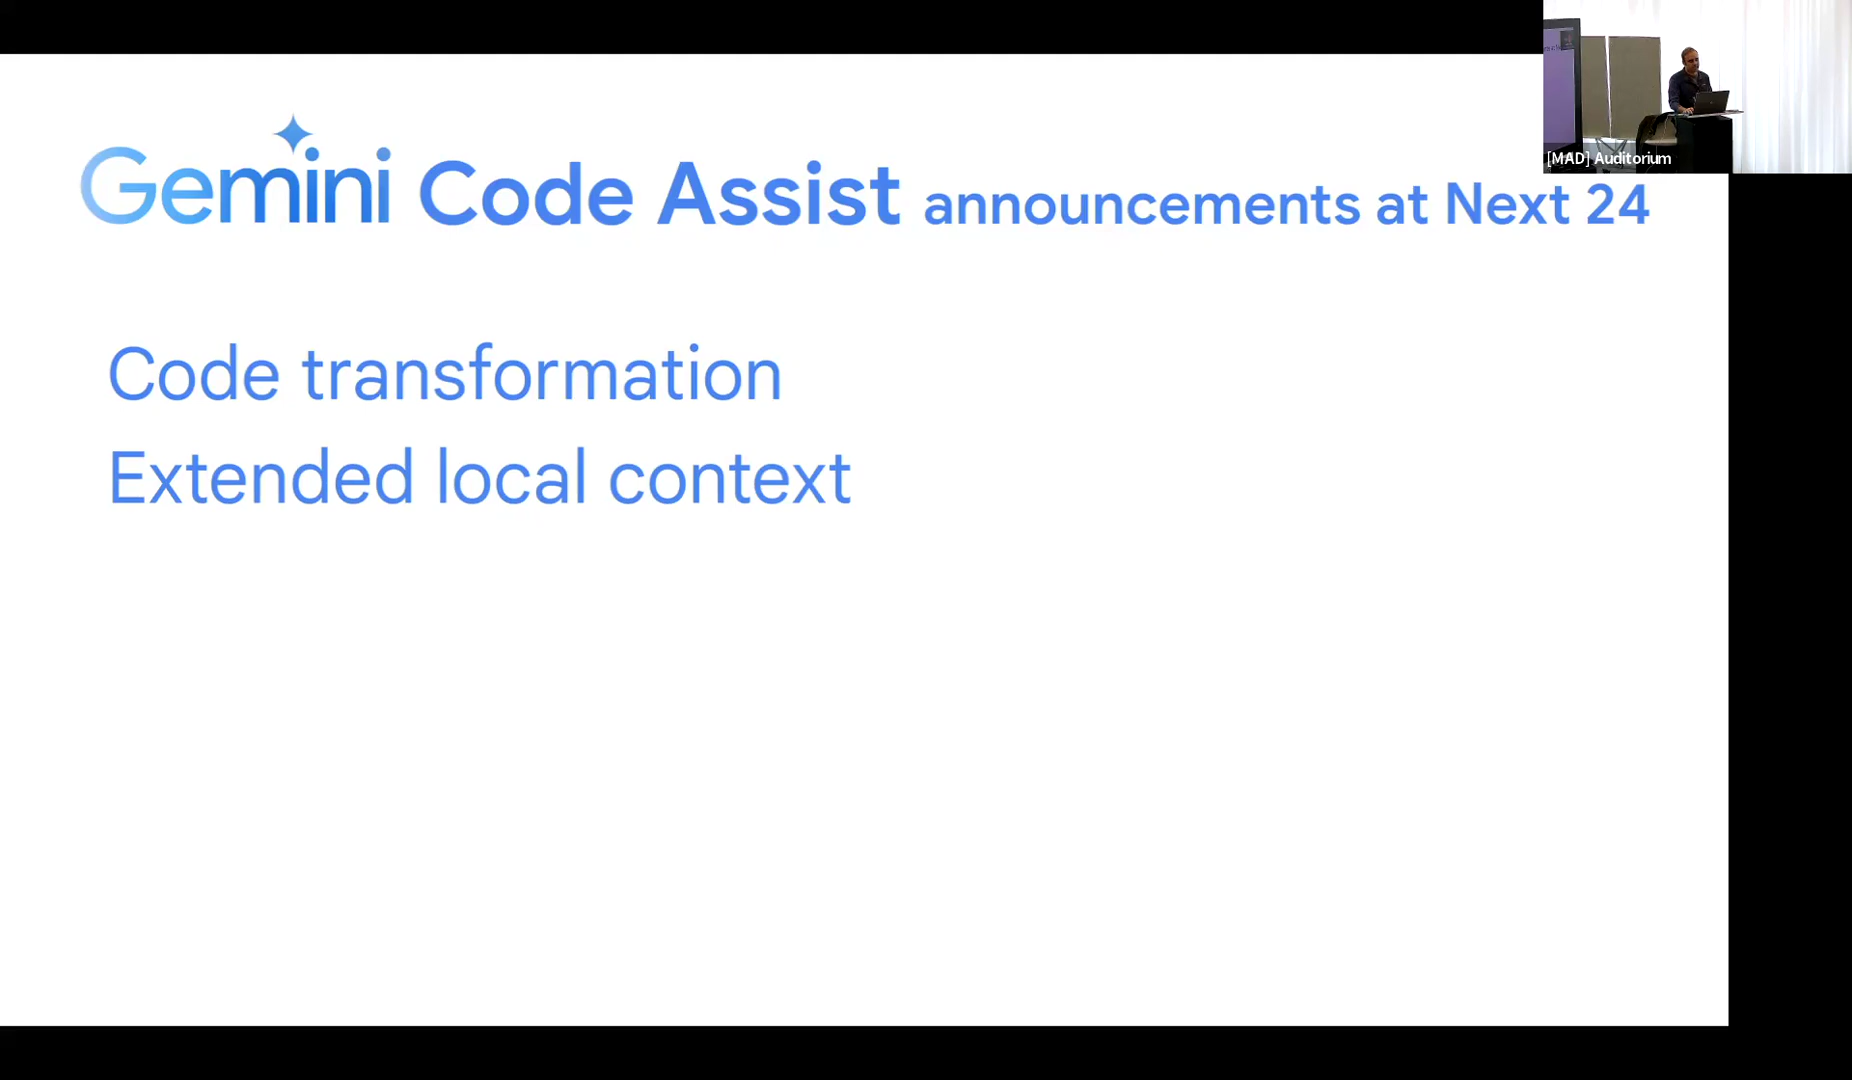 Gemini Code Assist announcements at Next 24
[MAD] Auditorium
Code transformation
Extended local context